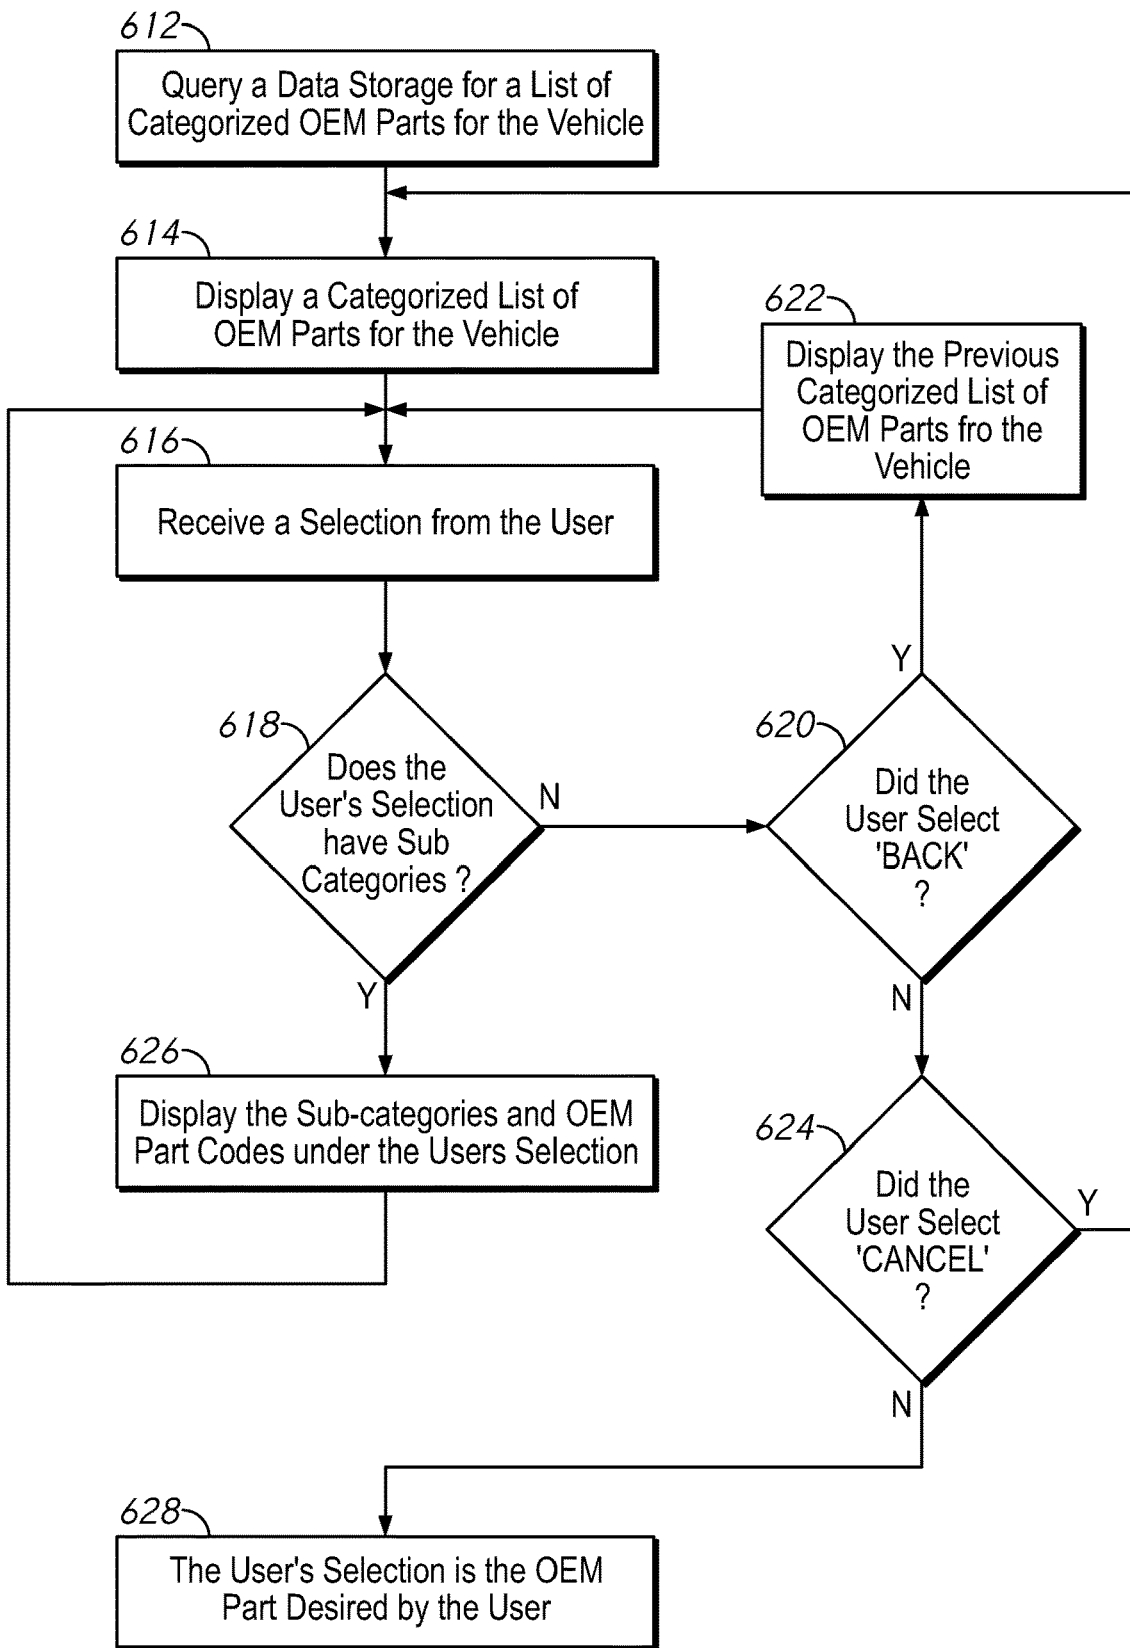 612
Query a Data Storage for a List of
Categorized OEM Parts for the Vehicle
614
Display a Categorized List of
OEM Parts for the Vehicle
622
Display the Previous
Categorized List of
OEM Parts fro the
Vehicle
616
Receive a Selection from the User
618
Does the
User's Selection
have Sub
Categories ?
N
Y
620
Did the
User Select
'BACK'
?
Y
N
626
Display the Sub-categories and OEM
Part Codes under the Users Selection
624
Did the
User Select
'CANCEL'
?
Y
N
628
The User's Selection is the OEM
Part Desired by the User